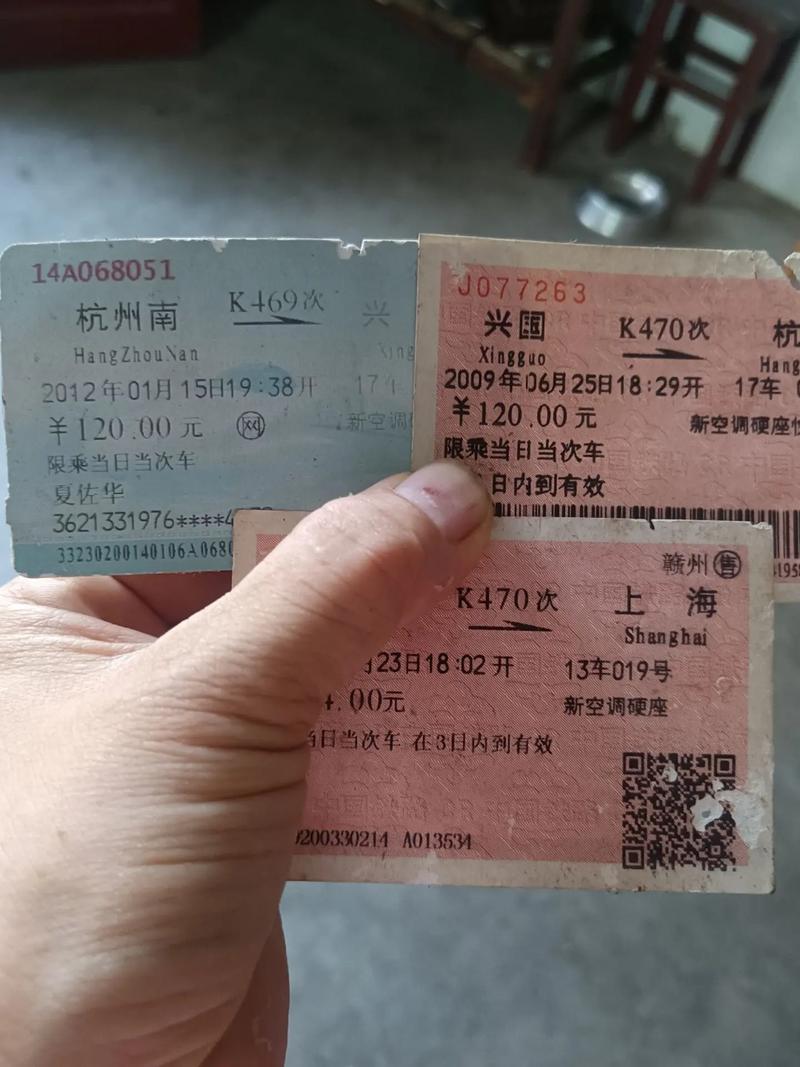 14A068051
杭州南 K469次 兴
HangZhouNan Xing
2012年01月15日19:38开 17车
￥120.00元 网 新空调硬
限乘当日当次车
夏佐华
3621331976****4
33230200140106A0680
J077263
兴国 K470次 杭
Xingguo Hang
2009年06月25日18:29开 17车
￥120.00元 新空调硬座
限乘当日当次车
日内到有效
赣州 售
K470次 上海
Shanghai
23日18:02开 13车019号
4.00元 新空调硬座
当日当次车 在3日内到有效
0200330214 A013534